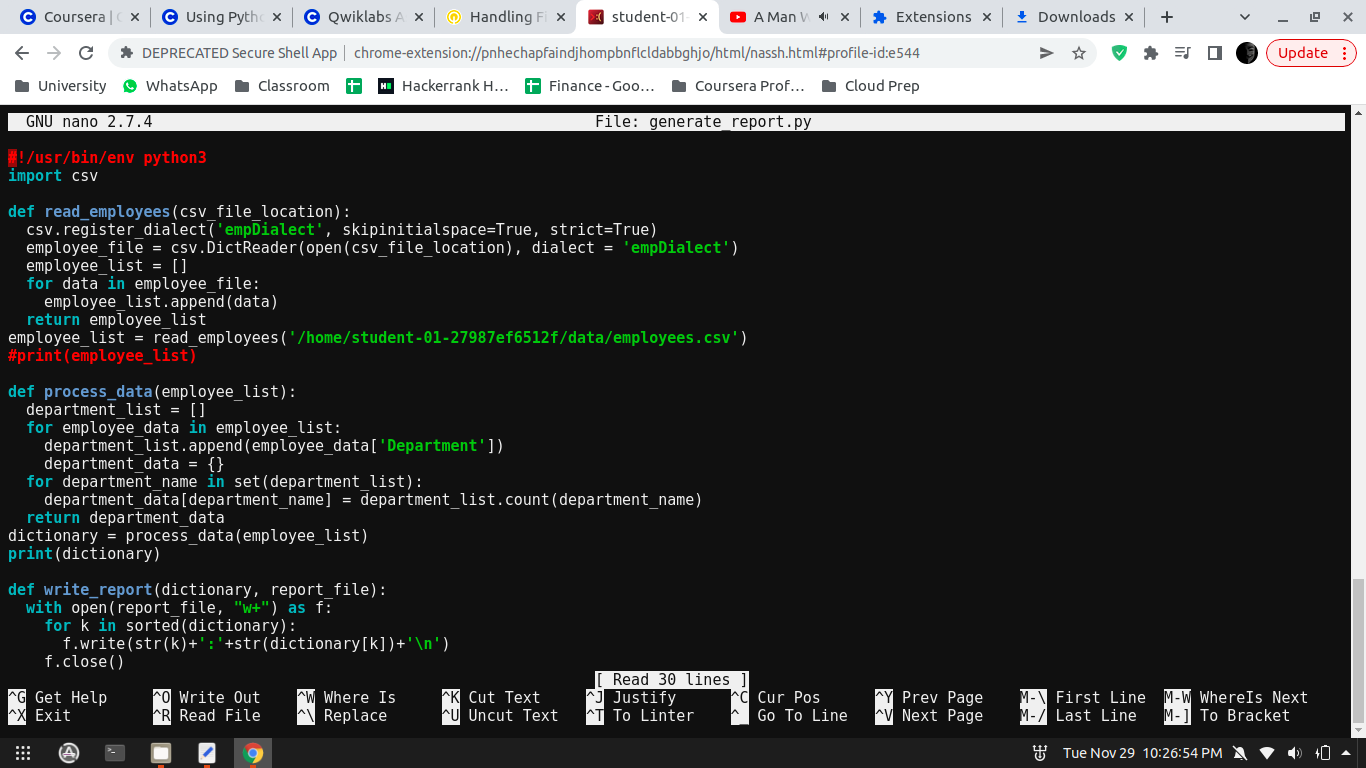 Coursera | C
Using Pytho
Qwiklabs A
Handling Fi
student-01-
A Man W
Extensions
Downloads
DEPRECATED Secure Shell App
chrome-extension://pnhechapfaindjhompbnflcldabbghjo/html/nassh.html#profile-id:e544
Update
University
WhatsApp
Classroom
Hackerrank H…
Finance - Goo…
Coursera Prof…
Cloud Prep
GNU nano 2.7.4 File: generate_report.py
#!/usr/bin/env python3
import csv
def read_employees(csv_file_location):
  csv.register_dialect('empDialect', skipinitialspace=True, strict=True)
  employee_file = csv.DictReader(open(csv_file_location), dialect = 'empDialect')
  employee_list = []
  for data in employee_file:
    employee_list.append(data)
  return employee_list
employee_list = read_employees('/home/student-01-27987ef6512f/data/employees.csv')
#print(employee_list)
def process_data(employee_list):
  department_list = []
  for employee_data in employee_list:
    department_list.append(employee_data['Department'])
    department_data = {}
  for department_name in set(department_list):
    department_data[department_name] = department_list.count(department_name)
  return department_data
dictionary = process_data(employee_list)
print(dictionary)
def write_report(dictionary, report_file):
  with open(report_file, "w+") as f:
    for k in sorted(dictionary):
      f.write(str(k)+':'+str(dictionary[k])+'\n')
    f.close()
[ Read 30 lines ]
^G Get Help ^O Write Out ^W Where Is ^K Cut Text ^J Justify ^C Cur Pos ^Y Prev Page M-\ First Line M-W WhereIs Next
^X Exit ^R Read File ^\ Replace ^U Uncut Text ^T To Linter ^_ Go To Line ^V Next Page M-/ Last Line M-] To Bracket
Tue Nov 29 10:26:54 PM